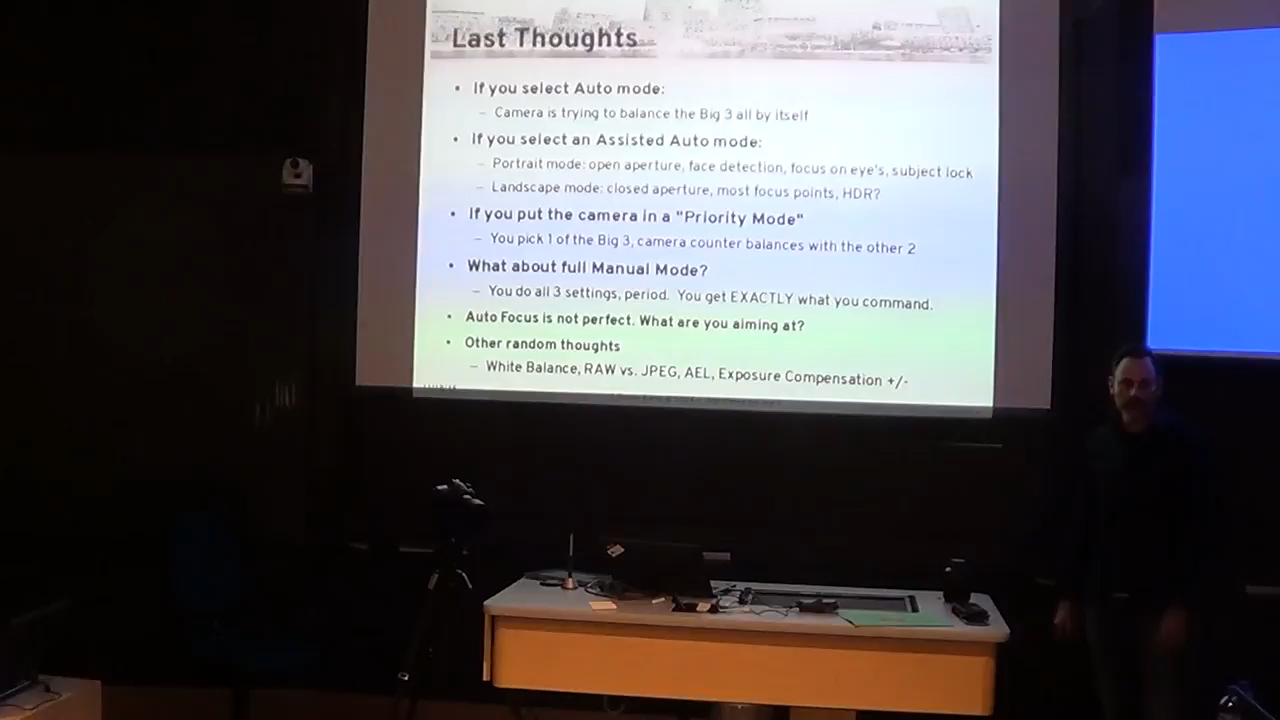 Last Thoughts
• If you select Auto mode:
– Camera is trying to balance the Big 3 all by itself
• If you select an Assisted Auto mode:
– Portrait mode: open aperture, face detection, focus on eye's, subject lock
– Landscape mode: closed aperture, most focus points, HDR?
• If you put the camera in a "Priority Mode"
– You pick 1 of the Big 3, camera counter balances with the other 2
• What about full Manual Mode?
– You do all 3 settings, period. You get EXACTLY what you command.
• Auto Focus is not perfect. What are you aiming at?
• Other random thoughts
– White Balance, RAW vs. JPEG, AEL, Exposure Compensation +/-